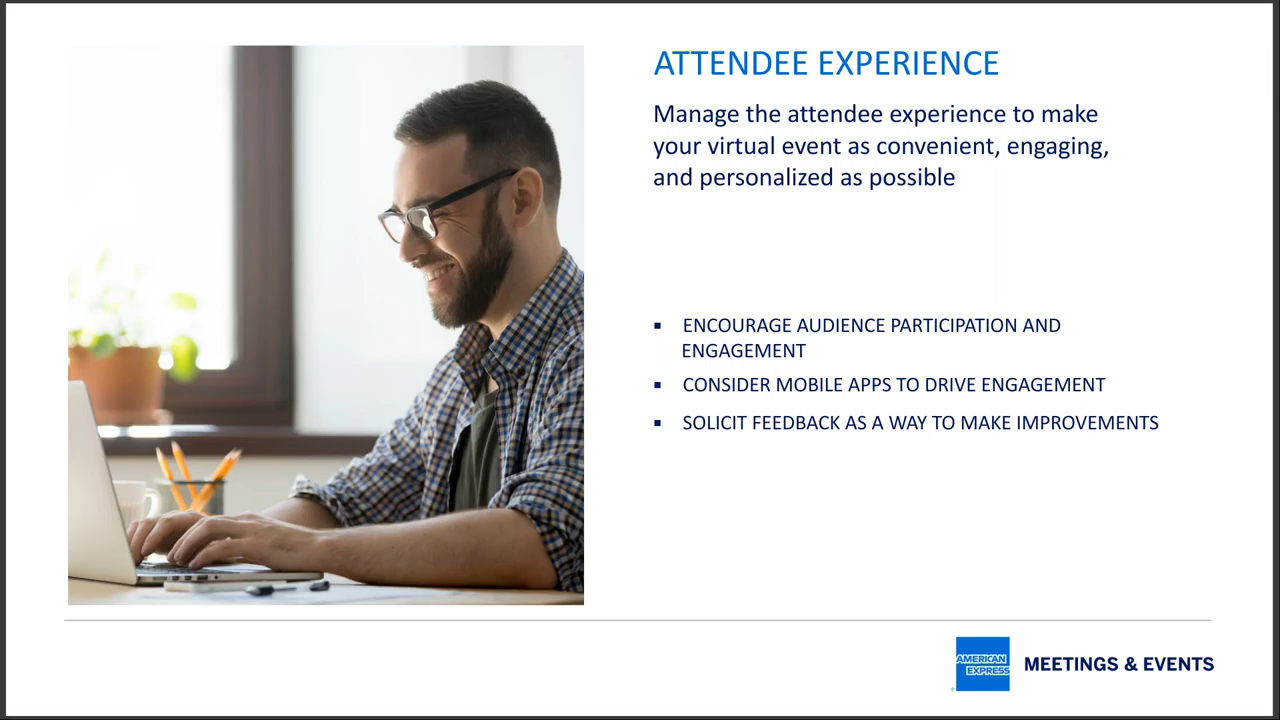 ATTENDEE EXPERIENCE
Manage the attendee experience to make
your virtual event as convenient, engaging,
and personalized as possible
▪ ENCOURAGE AUDIENCE PARTICIPATION AND
ENGAGEMENT
▪ CONSIDER MOBILE APPS TO DRIVE ENGAGEMENT
▪ SOLICIT FEEDBACK AS A WAY TO MAKE IMPROVEMENTS
AMERICAN
EXPRESS
MEETINGS & EVENTS